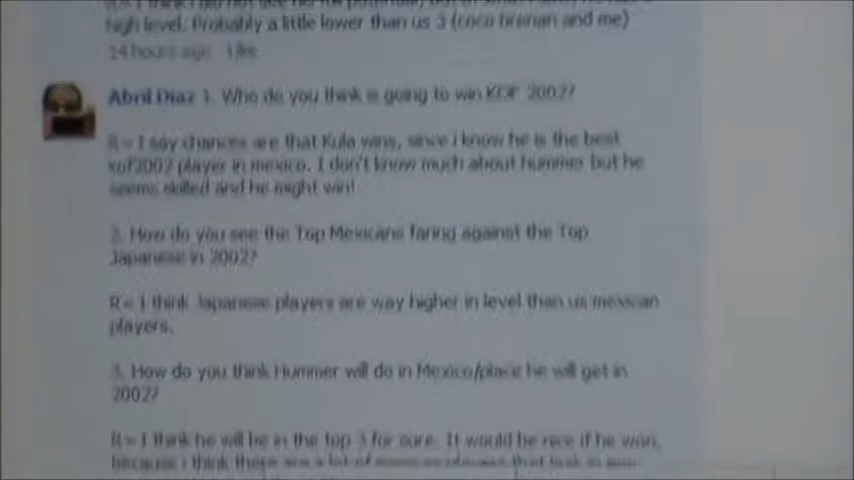 high level. Probably a little lower than us 3 (coco brenan and me)
14 hours ago Like
Abril Diaz 1. Who do you think is going to win KOF 2002?
R= I say chances are that Kula wins, since i know he is the best
kof2002 player in mexico. I don't know much about hummer but he
seems skilled and he might win!
2. How do you see the Top Mexicans faring against the Top
Japanese in 2002?
R= I think Japanese players are way higher in level than us mexican
players.
3. How do you think Hummer will do in Mexico/place he will get in
2002?
R= I think he will be in the top 3 for sure. It would be nice if he won,
because i think there are a lot of